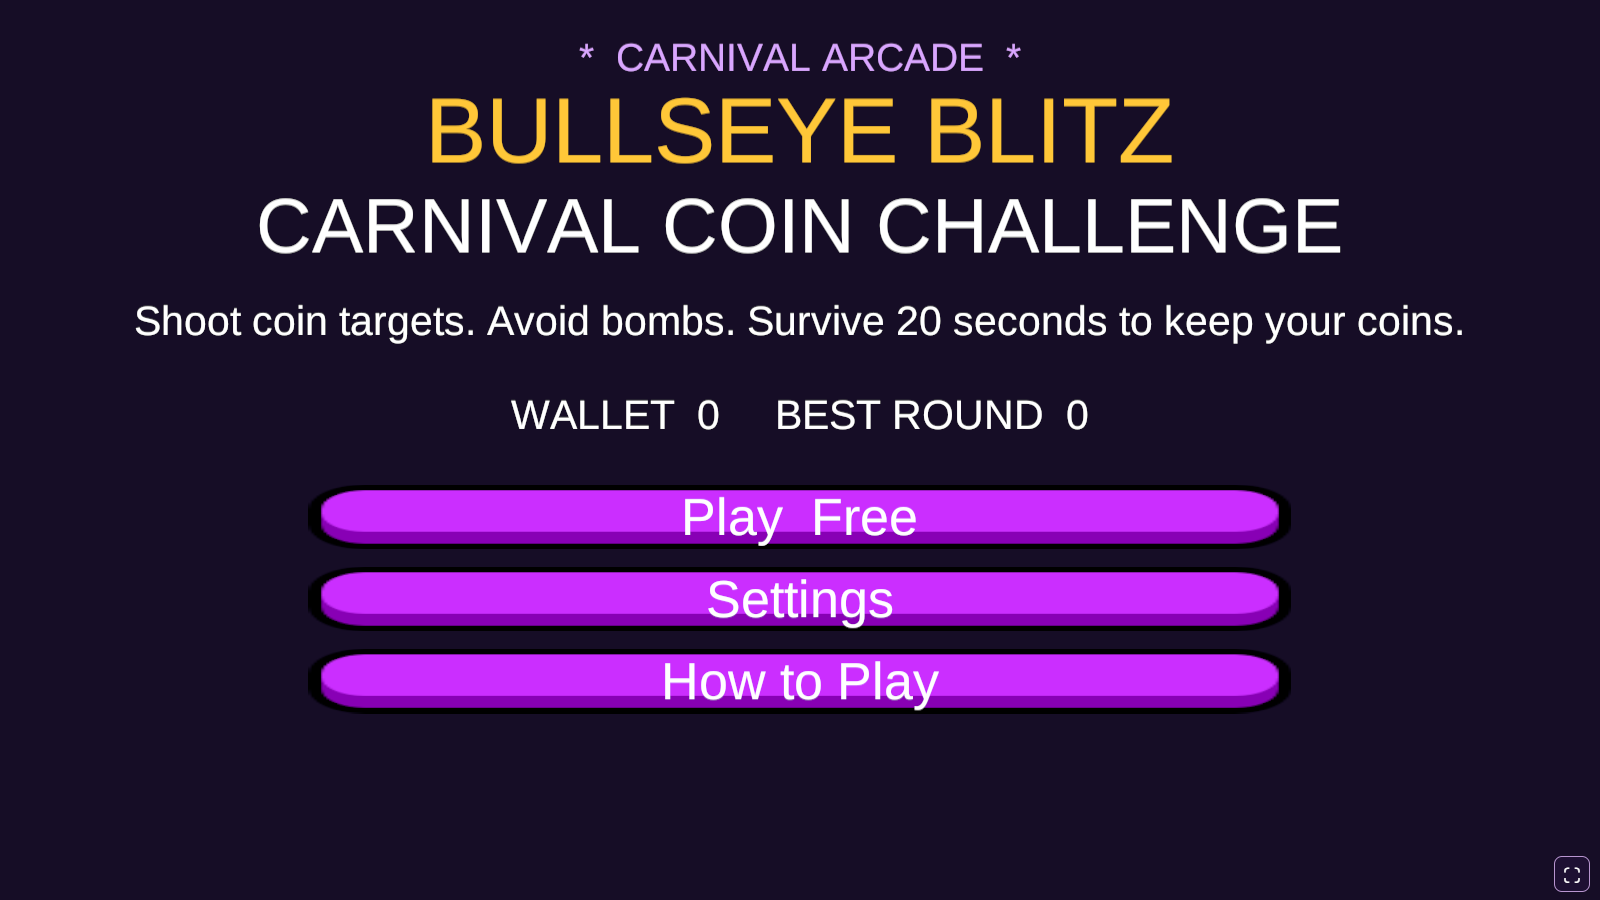 * CARNIVAL ARCADE *
BULLSEYE BLITZ
CARNIVAL COIN CHALLENGE
Shoot coin targets. Avoid bombs. Survive 20 seconds to keep your coins.
WALLET 0 BEST ROUND 0
Play Free
Settings
How to Play